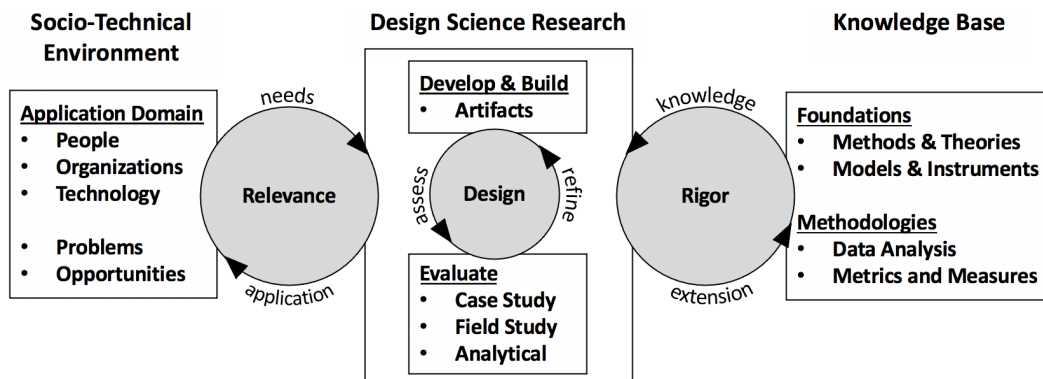 Socio-Technical
Environment
Design Science Research
Knowledge Base
Application Domain
• People
• Organizations
• Technology
• Problems
• Opportunities
needs
Relevance
application
Develop & Build
• Artifacts
assess
Design
refine
Evaluate
• Case Study
• Field Study
• Analytical
knowledge
Rigor
extension
Foundations
• Methods & Theories
• Models & Instruments
Methodologies
• Data Analysis
• Metrics and Measures